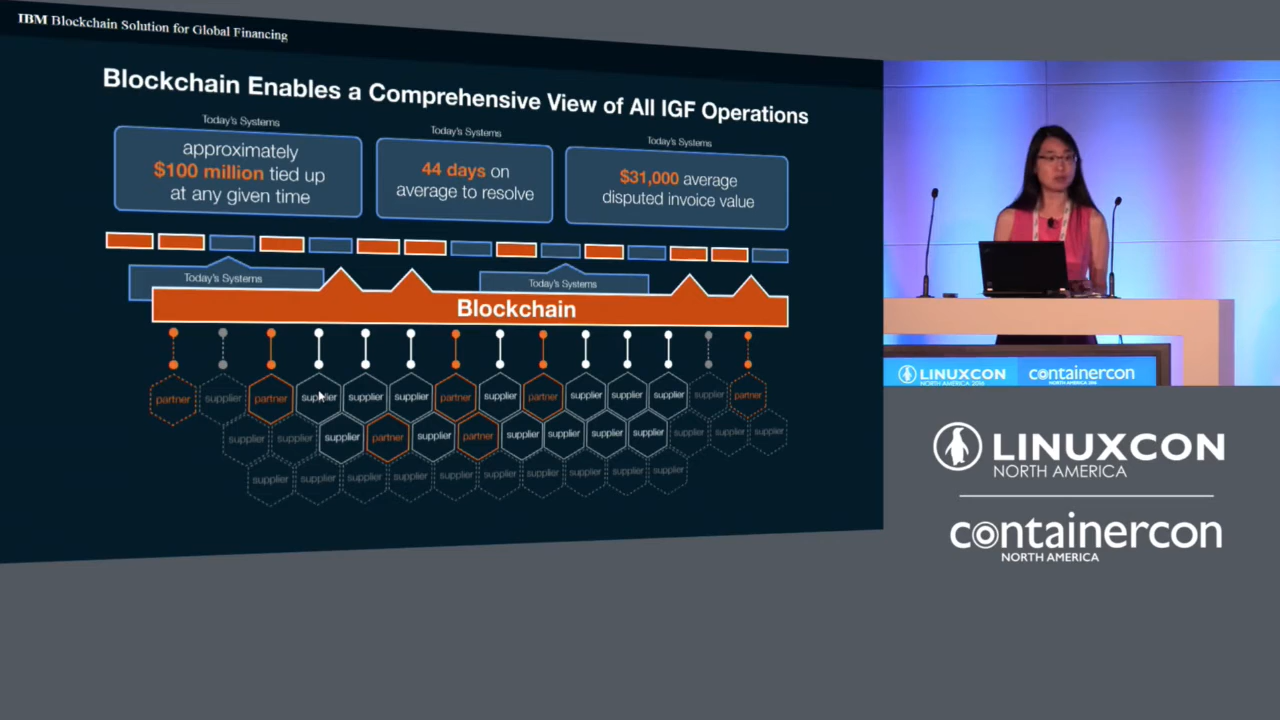 IBM Blockchain Solution for Global Financing
Blockchain Enables a Comprehensive View of All IGF Operations
Today's Systems
approximately
$100 million tied up
at any given time
Today's Systems
44 days on
average to resolve
Today's Systems
$31,000 average
disputed invoice value
Today's Systems
Today's Systems
Blockchain
partner supplier partner supplier supplier supplier partner supplier partner supplier supplier supplier supplier partner
supplier supplier supplier partner supplier partner supplier supplier supplier supplier supplier supplier supplier
supplier supplier supplier supplier supplier supplier supplier supplier supplier
LINUXCON
NORTH AMERICA 2016
containercon
NORTH AMERICA 2016
LINUXCON
NORTH AMERICA
containercon
NORTH AMERICA